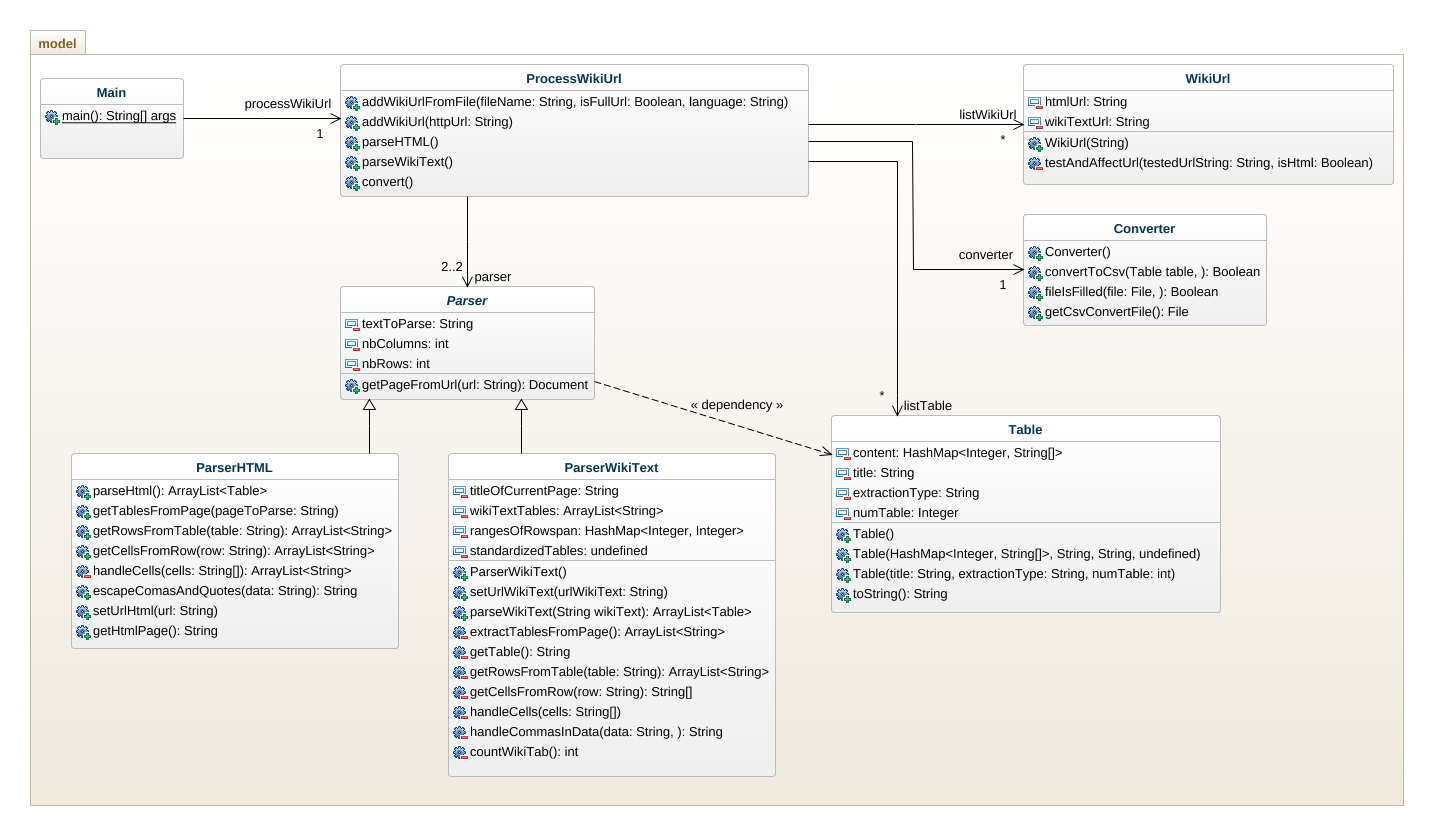 model
Main
main(): String[] args
processWikiUrl
1
ProcessWikiUrl
addWikiUrlFromFile(fileName: String, isFullUrl: Boolean, language: String)
addWikiUrl(httpUrl: String)
parseHTML()
parseWikiText()
convert()
listWikiUrl
*
WikiUrl
htmlUrl: String
wikiTextUrl: String
WikiUrl(String)
testAndAffectUrl(testedUrlString: String, isHtml: Boolean)
converter
1
Converter
Converter()
convertToCsv(Table table, ): Boolean
fileIsFilled(file: File, ): Boolean
getCsvConvertFile(): File
2..2
parser
Parser
textToParse: String
nbColumns: int
nbRows: int
getPageFromUrl(url: String): Document
« dependency »
*
listTable
Table
content: HashMap<Integer, String[]>
title: String
extractionType: String
numTable: Integer
Table()
Table(HashMap<Integer, String[]>, String, String, undefined)
Table(title: String, extractionType: String, numTable: int)
toString(): String
ParserHTML
parseHtml(): ArrayList<Table>
getTablesFromPage(pageToParse: String)
getRowsFromTable(table: String): ArrayList<String>
getCellsFromRow(row: String): ArrayList<String>
handleCells(cells: String[]): ArrayList<String>
escapeComasAndQuotes(data: String): String
setUrlHtml(url: String)
getHtmlPage(): String
ParserWikiText
titleOfCurrentPage: String
wikiTextTables: ArrayList<String>
rangesOfRowspan: HashMap<Integer, Integer>
standardizedTables: undefined
ParserWikiText()
setUrlWikiText(urlWikiText: String)
parseWikiText(String wikiText): ArrayList<Table>
extractTablesFromPage(): ArrayList<String>
getTable(): String
getRowsFromTable(table: String): ArrayList<String>
getCellsFromRow(row: String): String[]
handleCells(cells: String[])
handleCommasInData(data: String, ): String
countWikiTab(): int